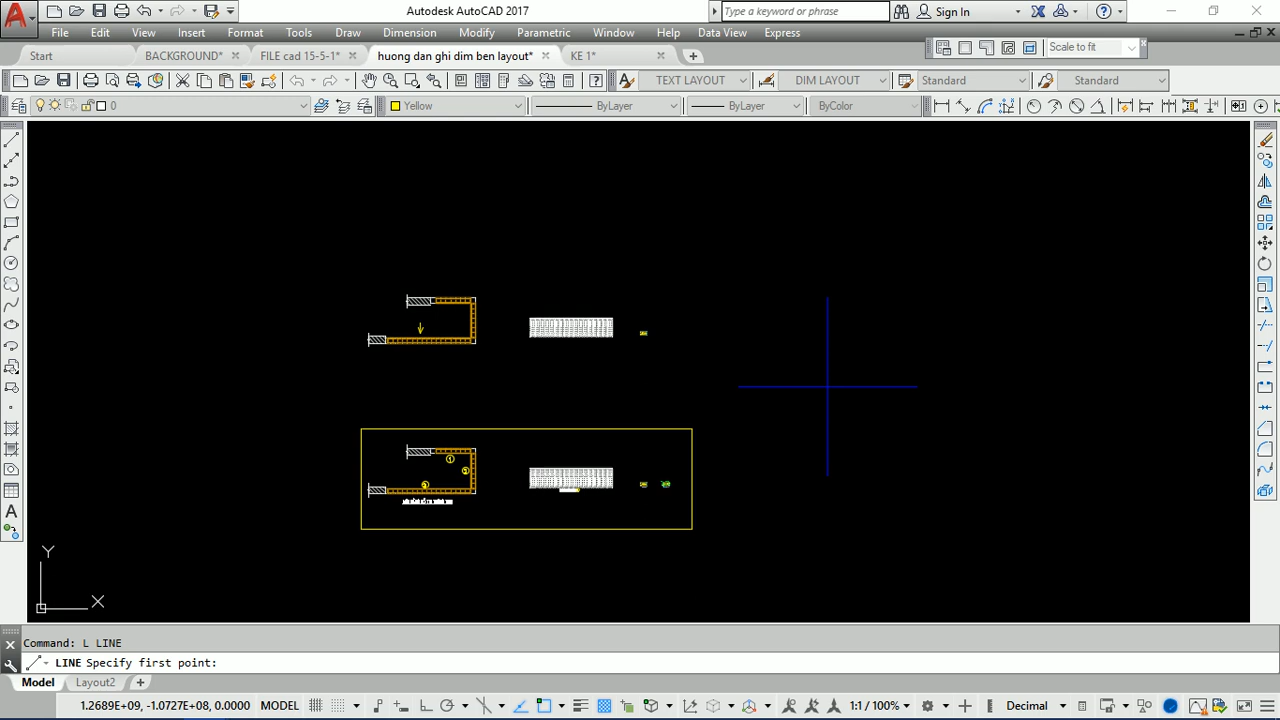 Autodesk AutoCAD 2017
Type a keyword or phrase
Sign In
File Edit View Insert Format Tools Draw Dimension Modify Parametric Window Help Data View Express
Start BACKGROUND* FILE cad 15-5-1* huong dan ghi dim ben layout* KE 1*
Scale to fit
TEXT LAYOUT DIM LAYOUT Standard Standard
0 Yellow ByLayer ByLayer ByColor
Y
X
Command: L LINE
LINE Specify first point:
Model Layout2
1.2689E+09, -1.0727E+08, 0.0000 MODEL 1:1 / 100% Decimal